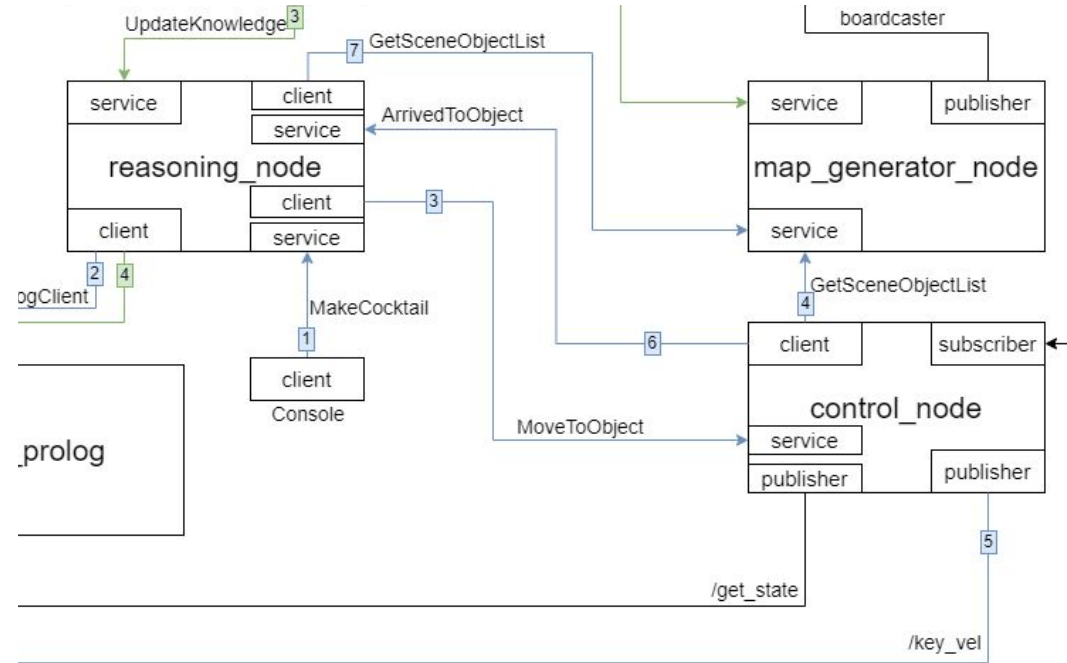 boardcaster
UpdateKnowledge
3
7
GetSceneObjectList
service
client
service
publisher
service
ArrivedToObject
reasoning_node
map_generator_node
client
3
client
service
service
2
4
GetSceneObjectList
ogClient
MakeCocktail
4
1
6
client
subscriber
client
Console
control_node
MoveToObject
service
_prolog
publisher
publisher
5
/get_state
/key_vel